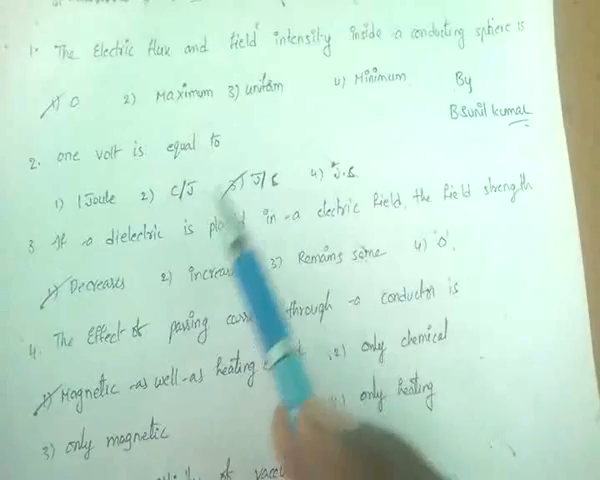 1. The Electric flux and field intensity inside a conducting sphere is
1) 0 2) Maximum 3) uniform 4) Minimum By
B Sunil kumar
2. one volt is equal to
1) 1 Joule 2) C/J 3) J/C 4) J.C
3 If a dielectric is in a electric field, the field strength
1) Decreases 2) 3) Remains same 4) '0'.
4. The Effect of passing through a conductor is
1) Magnetic as well as heating 2) only chemical
3) only magnetic 4) only heating
of